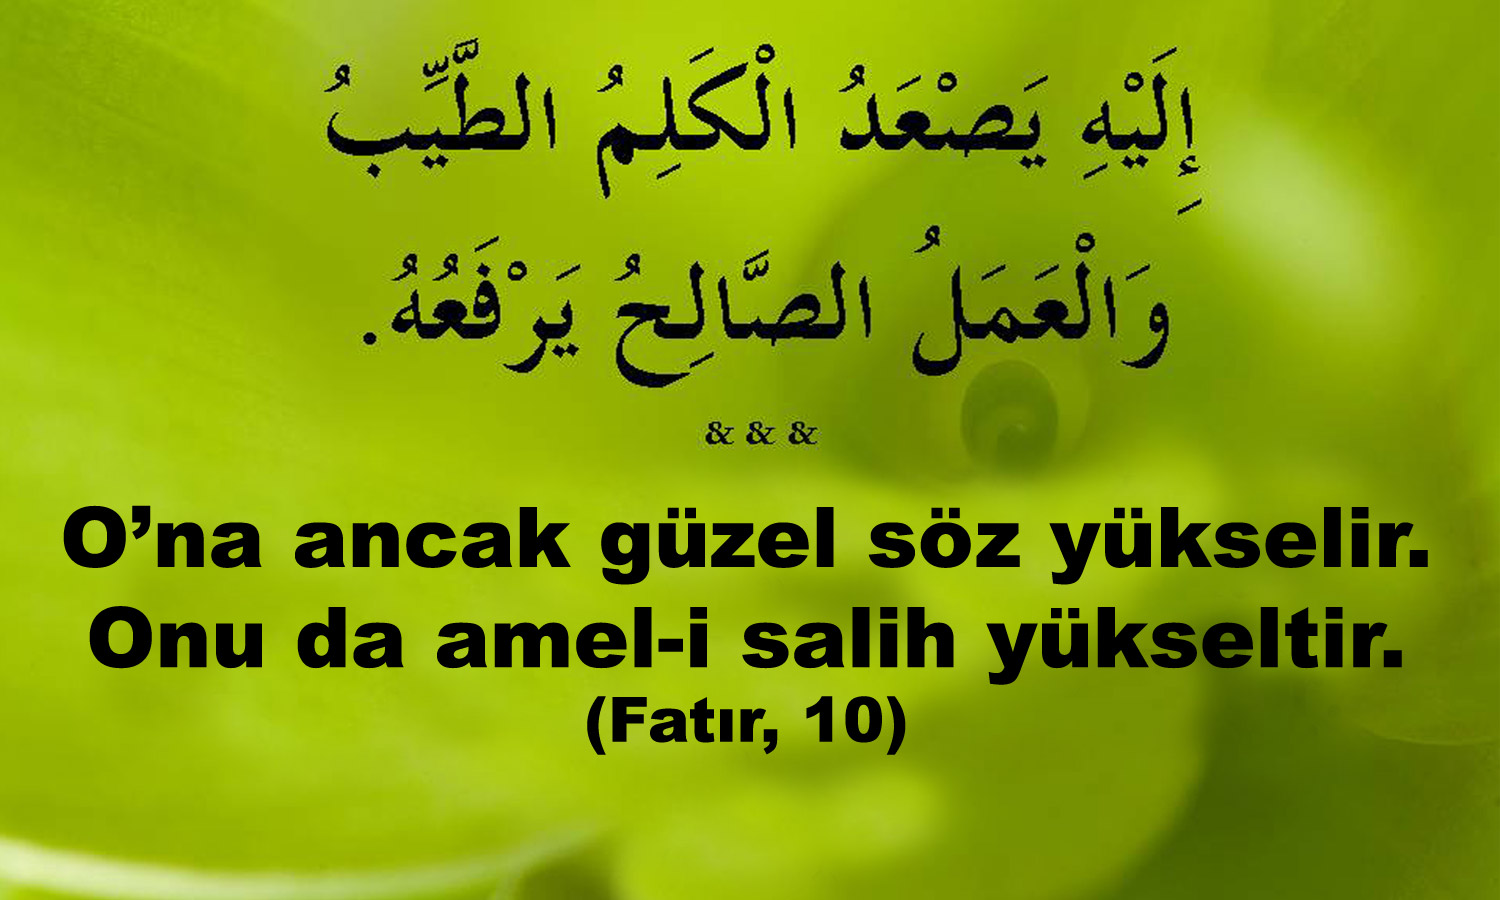 إِلَيْهِ يَصْعَدُ الْكَلِمُ الطَّيِّبُ
وَالْعَمَلُ الصَّالِحُ يَرْفَعُهُ.
& & &
O’na ancak güzel söz yükselir.
Onu da amel-i salih yükseltir.
(Fatır, 10)